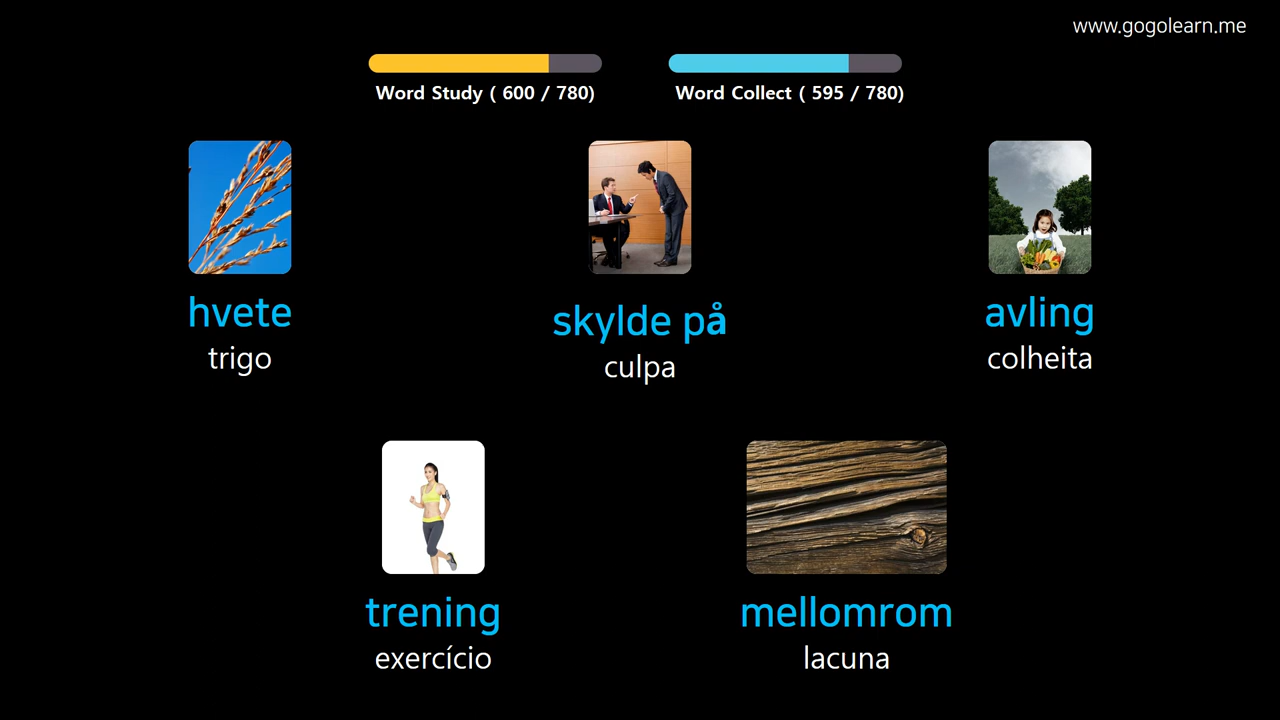 www.gogolearn.me
Word Study ( 600 / 780)
Word Collect ( 595 / 780)
hvete
trigo
skylde på
culpa
avling
colheita
trening
exercício
mellomrom
lacuna